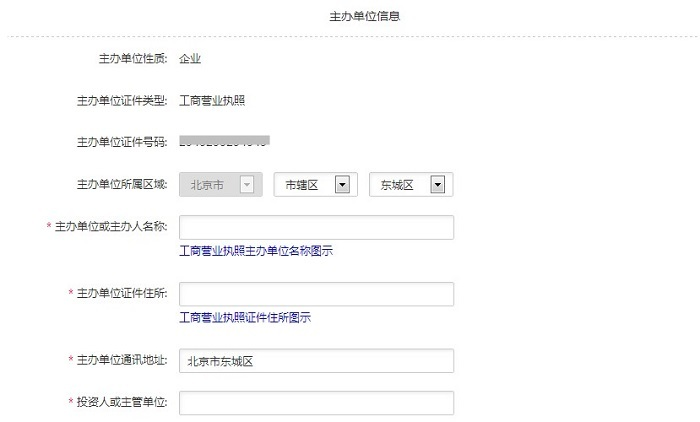 主办单位信息
主办单位性质: 企业
主办单位证件类型: 工商营业执照
主办单位证件号码:
主办单位所属区域: 北京市 市辖区 东城区
* 主办单位或主办人名称:
工商营业执照主办单位名称图示
* 主办单位证件住所:
工商营业执照证件住所图示
* 主办单位通讯地址: 北京市东城区
* 投资人或主管单位: